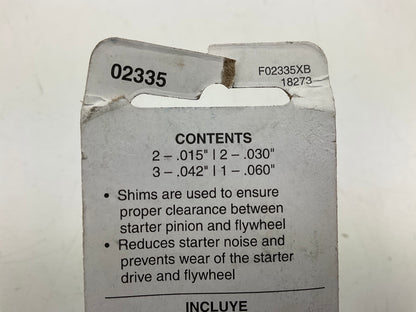 02335
F02335XB
18273
CONTENTS
2 – .015" | 2 – .030"
3 – .042" | 1 – .060"
• Shims are used to ensure
proper clearance between
starter pinion and flywheel
• Reduces starter noise and
prevents wear of the starter
drive and flywheel
INCLUYE